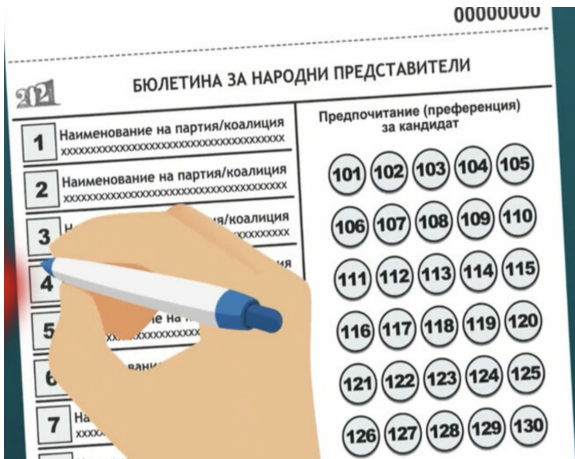 00000000
2021
БЮЛЕТИНА ЗА НАРОДНИ ПРЕДСТАВИТЕЛИ
1 Наименование на партия/коалиция
xxxxxxxxxxxxxxxxxxxxxxxxxxxxxxxxxxxxx
2 Наименование на партия/коалиция
xxxxxxxxxxxxxxxxxxxxxxxxxxxxxxxxxxxxx
3
4
5
6
7
Предпочитание (преференция)
за кандидат
101 102 103 104 105
106 107 108 109 110
111 112 113 114 115
116 117 118 119 120
121 122 123 124 125
126 127 128 129 130